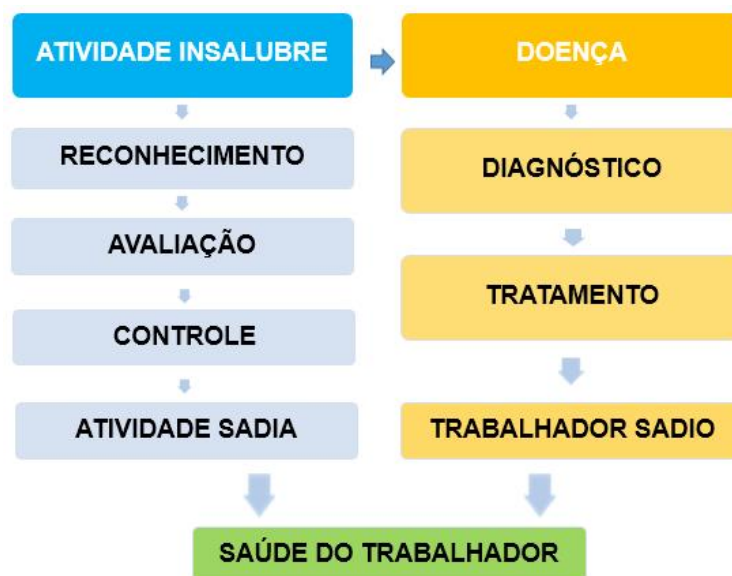 ATIVIDADE INSALUBRE
RECONHECIMENTO
AVALIAÇÃO
CONTROLE
ATIVIDADE SADIA
DOENÇA
DIAGNÓSTICO
TRATAMENTO
TRABALHADOR SADIO
SAÚDE DO TRABALHADOR